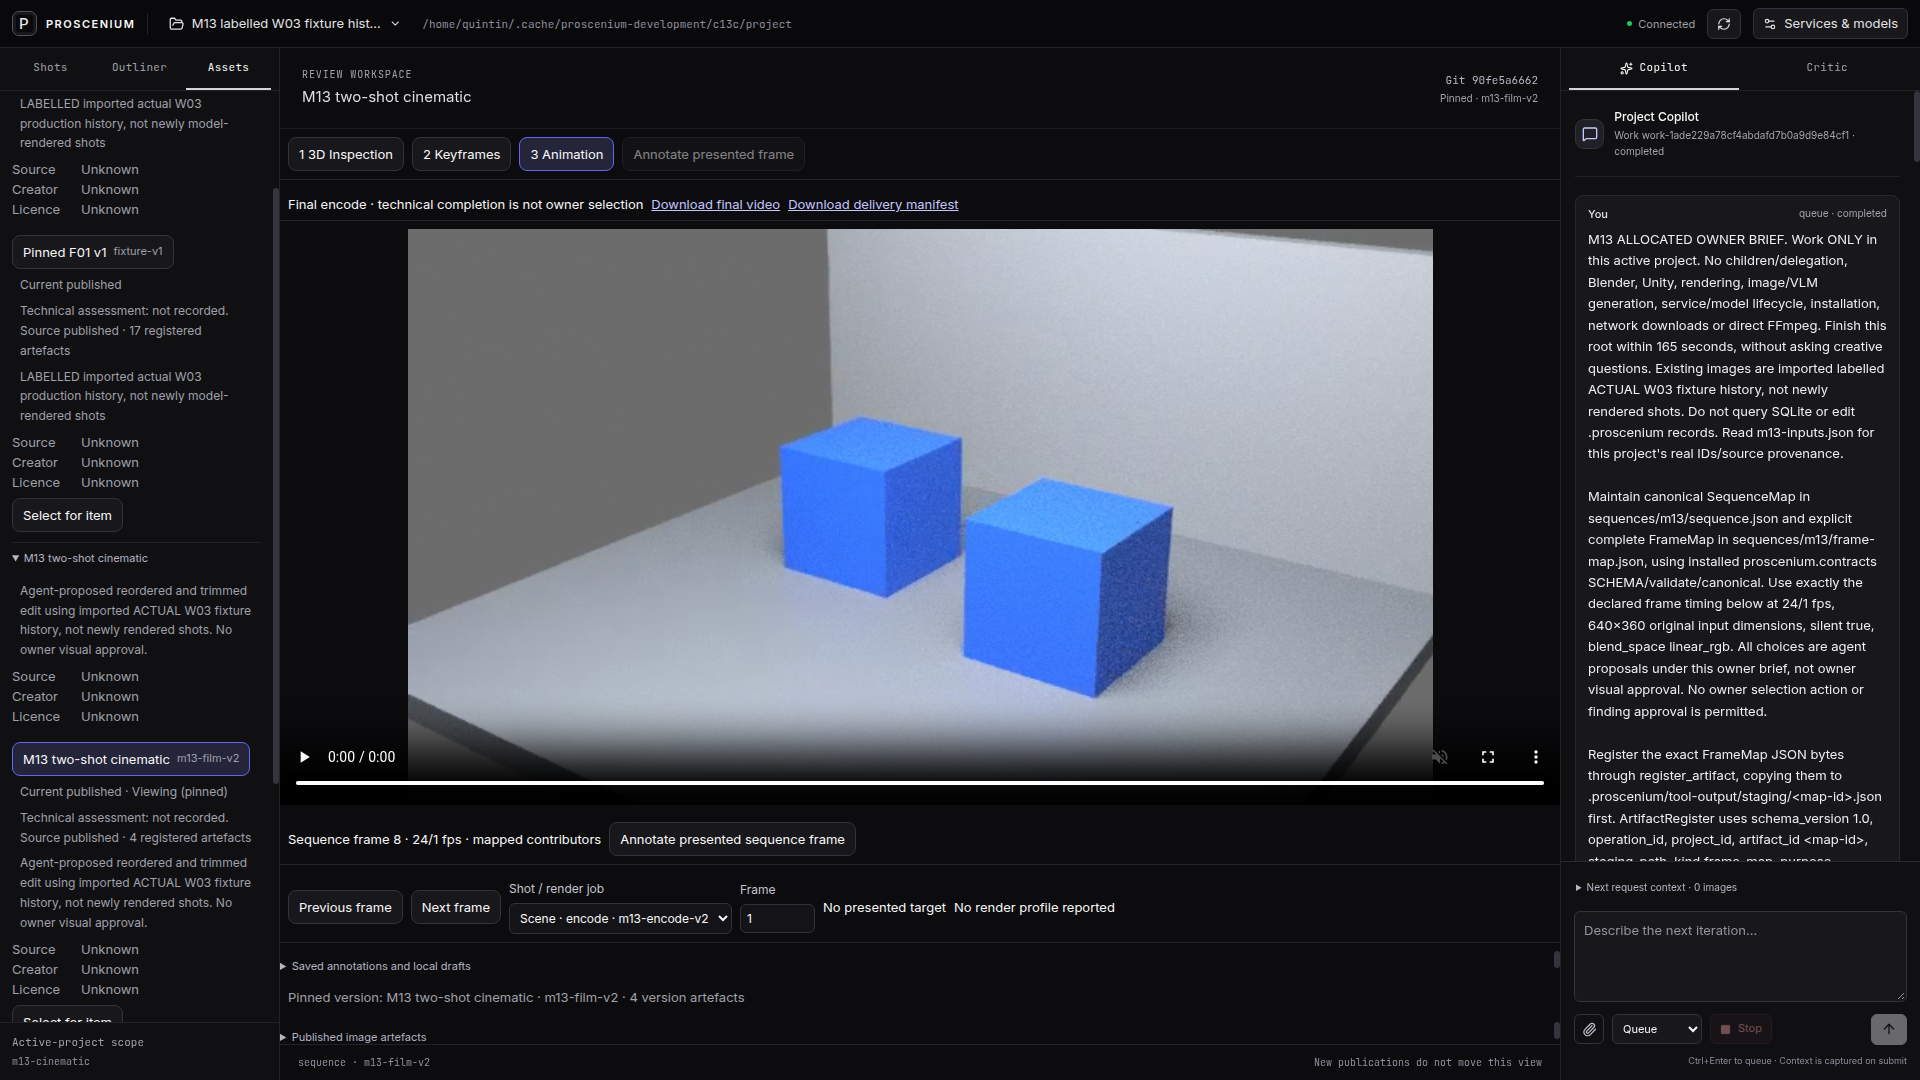 P PROSCENIUM
M13 labelled W03 fixture hist...
/home/quintin/.cache/proscenium-development/c13c/project
Connected
Services & models
Shots
Outliner
Assets
LABELLED imported actual W03
production history, not newly model-
rendered shots
Source Unknown
Creator Unknown
Licence Unknown
Pinned F01 v1 fixture-v1
Current published
Technical assessment: not recorded.
Source published · 17 registered
artefacts
LABELLED imported actual W03
production history, not newly model-
rendered shots
Source Unknown
Creator Unknown
Licence Unknown
Select for item
M13 two-shot cinematic
Agent-proposed reordered and trimmed
edit using imported ACTUAL W03 fixture
history, not newly rendered shots. No
owner visual approval.
Source Unknown
Creator Unknown
Licence Unknown
M13 two-shot cinematic m13-film-v2
Current published · Viewing (pinned)
Technical assessment: not recorded.
Source published · 4 registered artefacts
Agent-proposed reordered and trimmed
edit using imported ACTUAL W03 fixture
history, not newly rendered shots. No
owner visual approval.
Source Unknown
Creator Unknown
Licence Unknown
Select for item
Active-project scope
m13-cinematic
REVIEW WORKSPACE
M13 two-shot cinematic
Git 90fe5a6662
Pinned · m13-film-v2
1 3D Inspection
2 Keyframes
3 Animation
Annotate presented frame
Final encode · technical completion is not owner selection Download final video Download delivery manifest
0:00 / 0:00
Sequence frame 8 · 24/1 fps · mapped contributors
Annotate presented sequence frame
Previous frame
Next frame
Shot / render job
Scene · encode · m13-encode-v2
Frame
1
No presented target No render profile reported
Saved annotations and local drafts
Pinned version: M13 two-shot cinematic · m13-film-v2 · 4 version artefacts
Published image artefacts
sequence · m13-film-v2
New publications do not move this view
Copilot
Critic
Project Copilot
Work work-1ade229a78cf4abdafd7b0a9d9e84cf1 ·
completed
You
queue · completed
M13 ALLOCATED OWNER BRIEF. Work ONLY in
this active project. No children/delegation,
Blender, Unity, rendering, image/VLM
generation, service/model lifecycle, installation,
network downloads or direct FFmpeg. Finish this
root within 165 seconds, without asking creative
questions. Existing images are imported labelled
ACTUAL W03 fixture history, not newly
rendered shots. Do not query SQLite or edit
.proscenium records. Read m13-inputs.json for
this project's real IDs/source provenance.
Maintain canonical SequenceMap in
sequences/m13/sequence.json and explicit
complete FrameMap in sequences/m13/frame-
map.json, using installed proscenium.contracts
SCHEMA/validate/canonical. Use exactly the
declared frame timing below at 24/1 fps,
640×360 original input dimensions, silent true,
blend_space linear_rgb. All choices are agent
proposals under this owner brief, not owner
visual approval. No owner selection action or
finding approval is permitted.
Register the exact FrameMap JSON bytes
through register_artifact, copying them to
.proscenium/tool-output/staging/<map-id>.json
first. ArtifactRegister uses schema_version 1.0,
operation_id, project_id, artifact_id <map-id>,
staging_path, kind frame_map, purpose
Next request context · 0 images
Describe the next iteration...
Queue
Stop
Ctrl+Enter to queue · Context is captured on submit